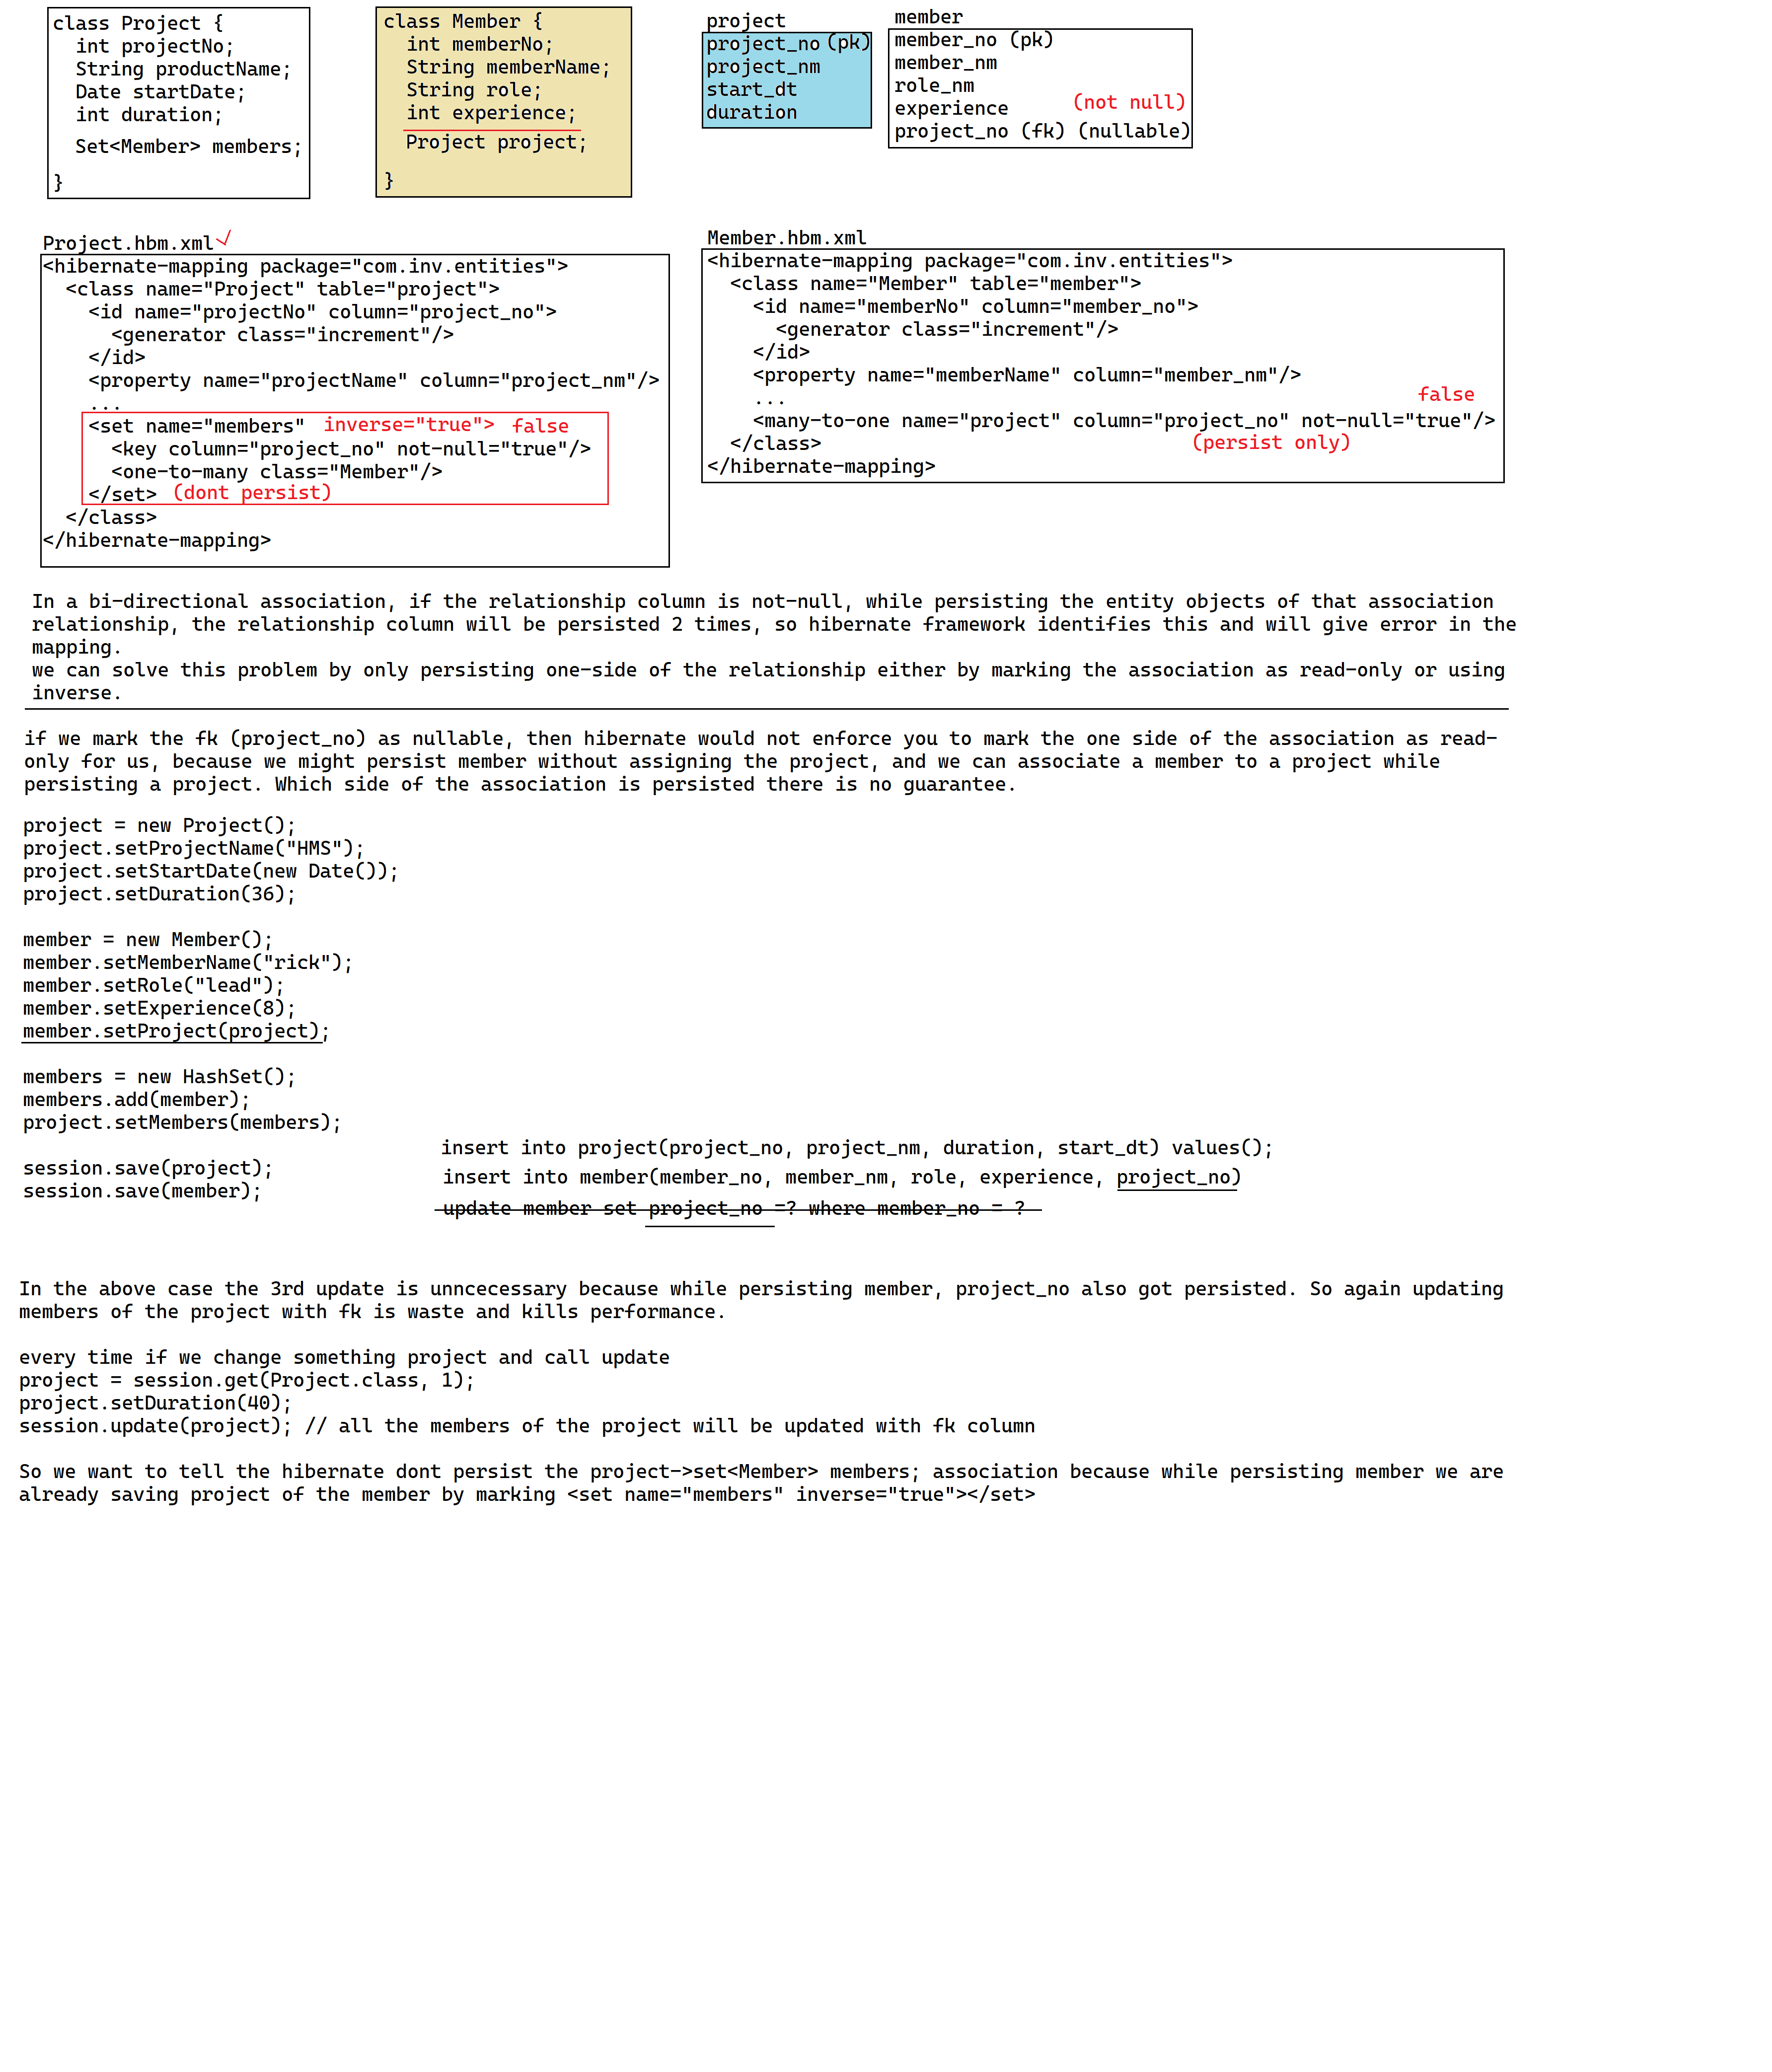 class Project {
  int projectNo;
  String productName;
  Date startDate;
  int duration;
  Set<Member> members;
}
class Member {
  int memberNo;
  String memberName;
  String role;
  int experience;
  Project project;
}
project
project_no (pk)
project_nm
start_dt
duration
member
member_no (pk)
member_nm
role_nm
experience (not null)
project_no (fk) (nullable)
Project.hbm.xml
<hibernate-mapping package="com.inv.entities">
  <class name="Project" table="project">
    <id name="projectNo" column="project_no">
      <generator class="increment"/>
    </id>
    <property name="projectName" column="project_nm"/>
    ...
    <set name="members" inverse="true"> false
      <key column="project_no" not-null="true"/>
      <one-to-many class="Member"/>
    </set> (dont persist)
  </class>
</hibernate-mapping>
Member.hbm.xml
<hibernate-mapping package="com.inv.entities">
  <class name="Member" table="member">
    <id name="memberNo" column="member_no">
      <generator class="increment"/>
    </id>
    <property name="memberName" column="member_nm"/>
    ... false
    <many-to-one name="project" column="project_no" not-null="true"/>
  </class> (persist only)
</hibernate-mapping>
In a bi-directional association, if the relationship column is not-null, while persisting the entity objects of that association
relationship, the relationship column will be persisted 2 times, so hibernate framework identifies this and will give error in the
mapping.
we can solve this problem by only persisting one-side of the relationship either by marking the association as read-only or using
inverse.
if we mark the fk (project_no) as nullable, then hibernate would not enforce you to mark the one side of the association as read-
only for us, because we might persist member without assigning the project, and we can associate a member to a project while
persisting a project. Which side of the association is persisted there is no guarantee.
project = new Project();
project.setProjectName("HMS");
project.setStartDate(new Date());
project.setDuration(36);
member = new Member();
member.setMemberName("rick");
member.setRole("lead");
member.setExperience(8);
member.setProject(project);
members = new HashSet();
members.add(member);
project.setMembers(members);
session.save(project);
session.save(member);
insert into project(project_no, project_nm, duration, start_dt) values();
insert into member(member_no, member_nm, role, experience, project_no)
update member set project_no =? where member_no = ?
In the above case the 3rd update is unncecessary because while persisting member, project_no also got persisted. So again updating
members of the project with fk is waste and kills performance.
every time if we change something project and call update
project = session.get(Project.class, 1);
project.setDuration(40);
session.update(project); // all the members of the project will be updated with fk column
So we want to tell the hibernate dont persist the project->set<Member> members; association because while persisting member we are
already saving project of the member by marking <set name="members" inverse="true"></set>